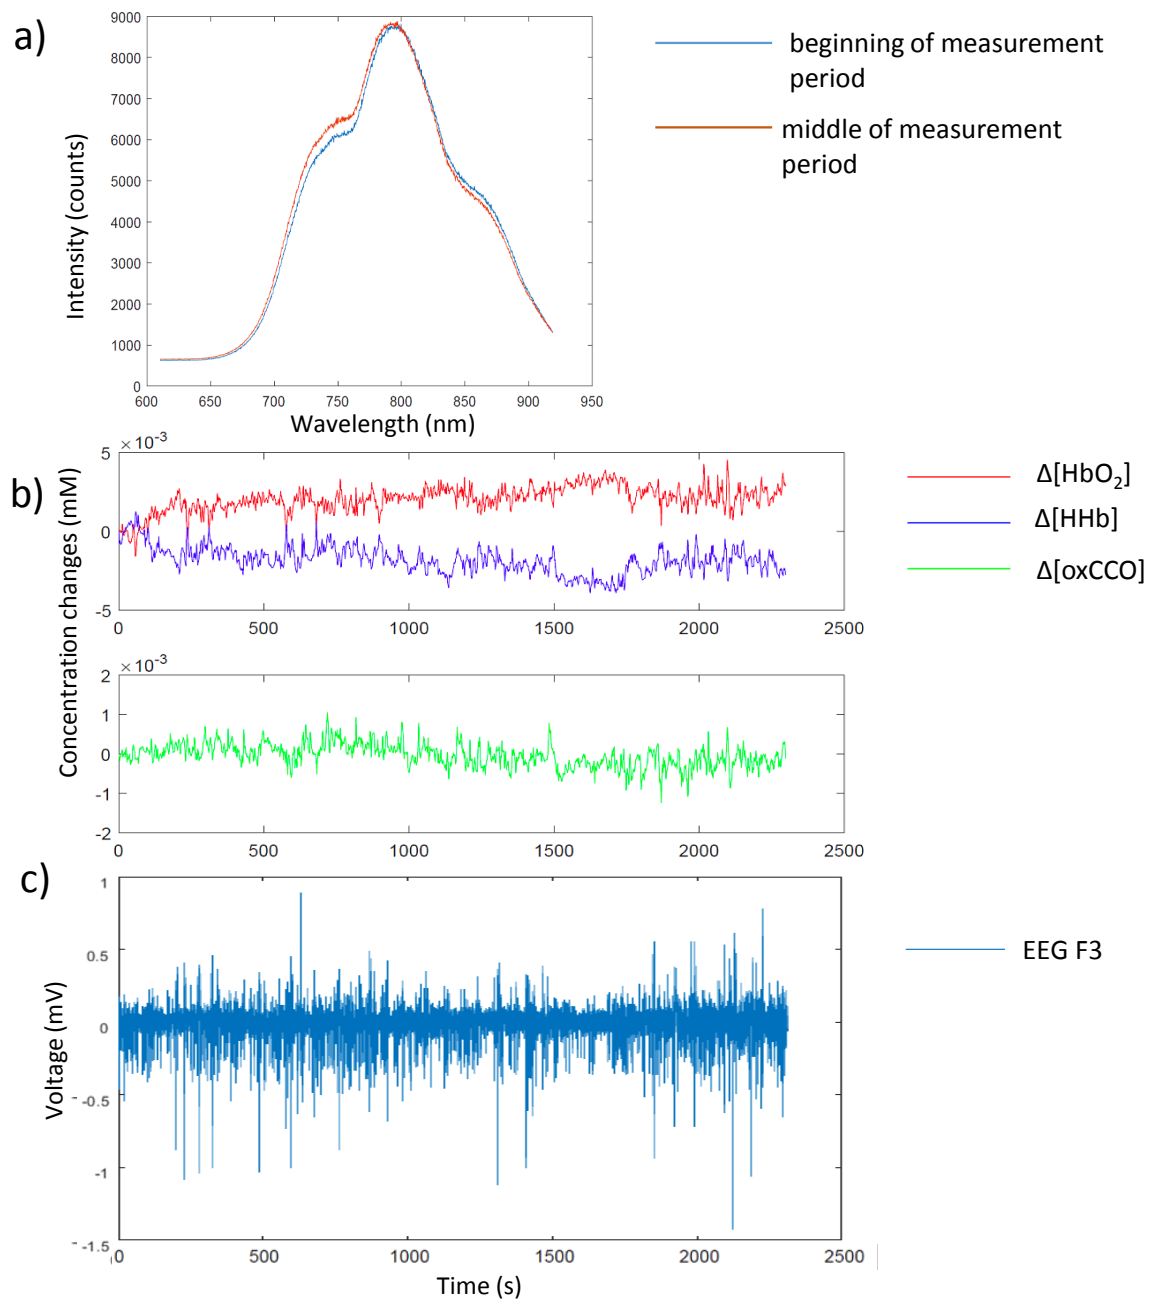 a)
9000
8000
7000
6000
5000
4000
3000
2000
1000
0
600 650 700 750 800 850 900 950
Intensity (counts)
Wavelength (nm)
beginning of measurement
period
middle of measurement
period
b)
× 10-3
5
0
-5
0 500 1000 1500 2000 2500
Concentration changes (mM)
× 10-3
2
1
0
-1
-2
0 500 1000 1500 2000 2500
Δ[HbO2]
Δ[HHb]
Δ[oxCCO]
c)
1
0.5
0
-0.5
-1
-1.5
0 500 1000 1500 2000 2500
Voltage (mV)
Time (s)
EEG F3